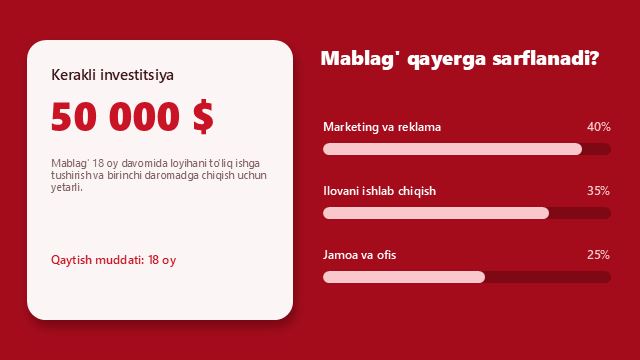 Kerakli investitsiya
50 000 $
Mablag' 18 oy davomida loyihani to'liq ishga
tushirish va birinchi daromadga chiqish uchun
yetarli.
Qaytish muddati: 18 oy
Mablag' qayerga sarflanadi?
Marketing va reklama 40%
Ilovani ishlab chiqish 35%
Jamoa va ofis 25%